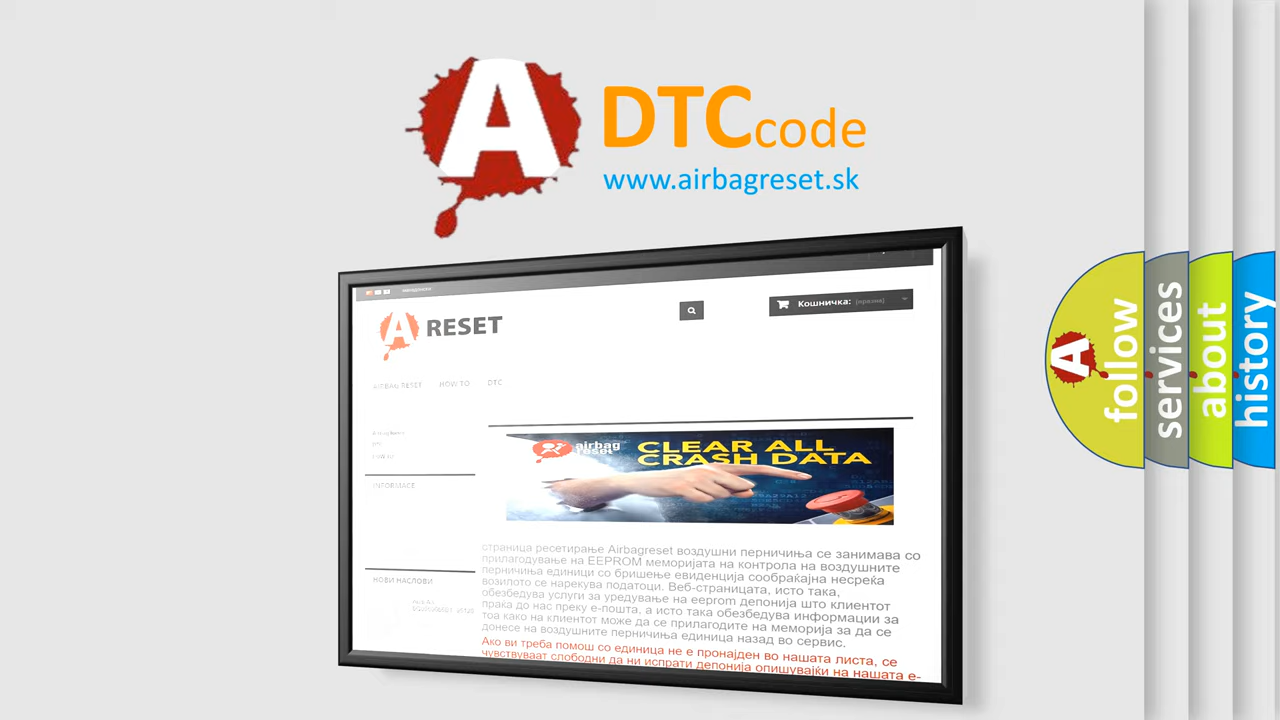 A
DTC code
www.airbagreset.sk
A RESET
Кошничка: (празна)
AIRBAG RESET HOW TO DTC
airbag
reset
CLEAR ALL
CRASH DATA
INFORMACE
страница ресетирање Airbagreset воздушни перничиња се занимава со
прилагодување на EEPROM меморијата на контрола на воздушните
перничиња единици со бришење евиденција сообраќајна несреќа
возилото се нарекува податоци. Веб-страницата, исто така,
обезбедува услуги за уредување на eeprom депонија што клиентот
праќа до нас преку е-пошта, а исто така обезбедува информации за
тоа како на клиентот може да се прилагодите на меморија за да се
донесе на воздушните перничиња единица назад во сервис.
НОВИ НАСЛОВИ
Ако ви треба помош со единица не е пронајден во нашата листа, се
чувствуваат слободни да ни испрати депонија опишувајќи на нашата е-
A
follow
services
about
history